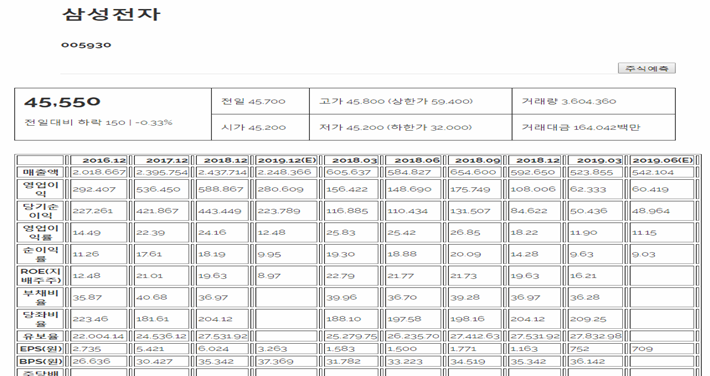 삼성전자
005930
주식예측
45,550
전일대비 하락 150 | -0.33%
전일 45,700 고가 45,800 (상한가 59,400) 거래량 3,604,360
시가 45,200 저가 45,200 (하한가 32,000) 거래대금 164,042백만
2016.12 2017.12 2018.12 2019.12(E) 2018.03 2018.06 2018.09 2018.12 2019.03 2019.06(E)
매출액 2,018,667 2,395,754 2,437,714 2,248,366 605,637 584,827 654,600 592,650 523,855 542,104
영업이익 292,407 536,450 588,867 280,609 156,422 148,690 175,749 108,006 62,333 60,419
당기순이익 227,261 421,867 443,449 223,789 116,885 110,434 131,507 84,622 50,436 48,964
영업이익률 14.49 22.39 24.16 12.48 25.83 25.42 26.85 18.22 11.90 11.15
순이익률 11.26 17.61 18.19 9.95 19.30 18.88 20.09 14.28 9.63 9.03
ROE(지배주주) 12.48 21.01 19.63 8.97 22.79 21.77 21.73 19.63 16.21
부채비율 35.87 40.68 36.97 39.96 36.70 39.28 36.97 36.28
당좌비율 223.46 181.61 204.12 188.10 197.58 198.16 204.12 209.25
유보율 22,004.14 24,536.12 27,531.92 25,279.75 26,235.70 27,412.63 27,531.92 27,832.98
EPS(원) 2,735 5,421 6,024 3,263 1,583 1,500 1,771 1,163 752 709
BPS(원) 26,636 30,427 35,342 37,369 31,782 33,223 34,519 35,342 36,142
주당배